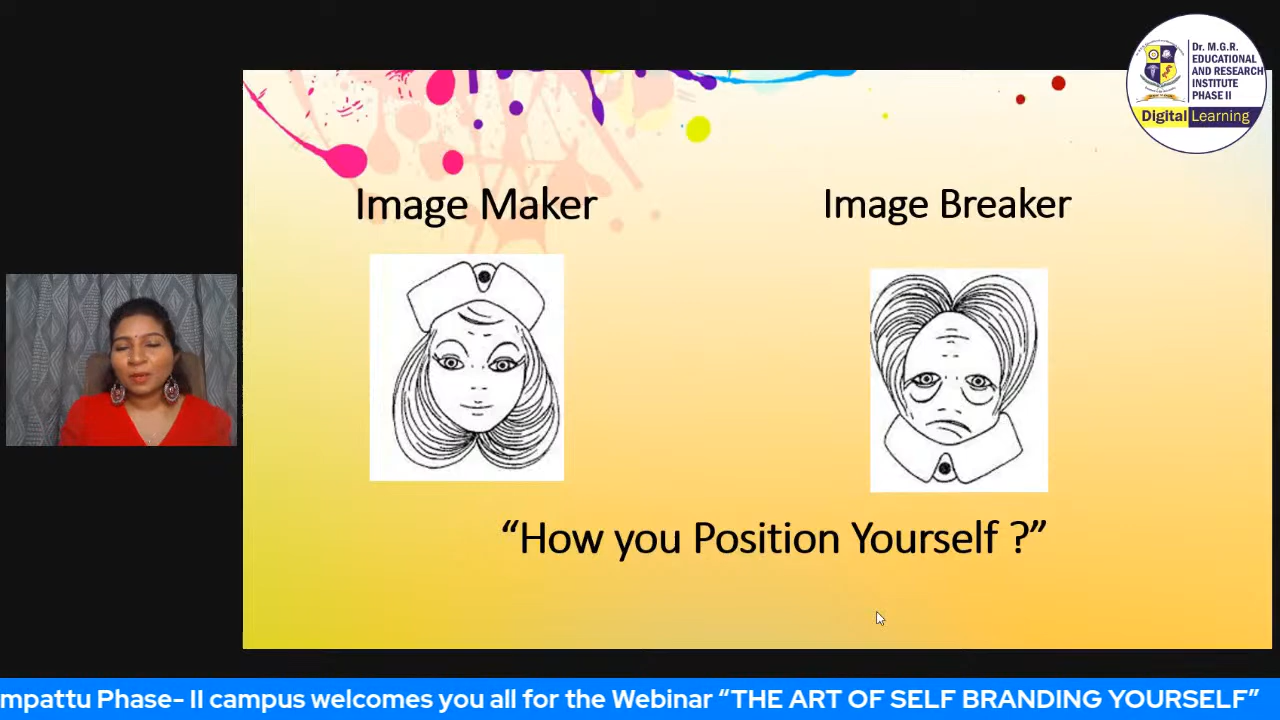 Dr. M.G.R.
EDUCATIONAL
AND RESEARCH
INSTITUTE
PHASE II
Digital Learning
Image Maker
Image Breaker
“How you Position Yourself ?”
mpattu Phase- II campus welcomes you all for the Webinar “THE ART OF SELF BRANDING YOURSELF”